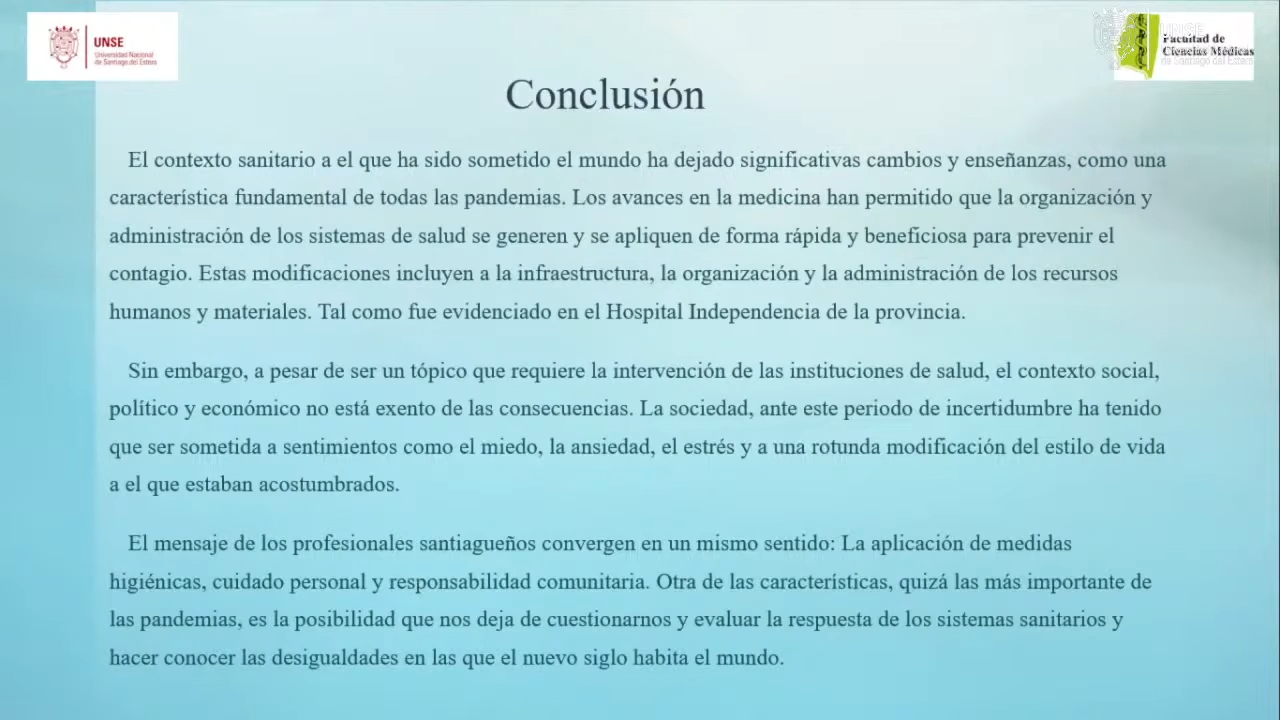 UNSE
Universidad Nacional
de Santiago del Estero
UNSE
Facultad de
Ciencias Médicas
de Santiago del Estero
Conclusión
El contexto sanitario a el que ha sido sometido el mundo ha dejado significativas cambios y enseñanzas, como una
característica fundamental de todas las pandemias. Los avances en la medicina han permitido que la organización y
administración de los sistemas de salud se generen y se apliquen de forma rápida y beneficiosa para prevenir el
contagio. Estas modificaciones incluyen a la infraestructura, la organización y la administración de los recursos
humanos y materiales. Tal como fue evidenciado en el Hospital Independencia de la provincia.
Sin embargo, a pesar de ser un tópico que requiere la intervención de las instituciones de salud, el contexto social,
político y económico no está exento de las consecuencias. La sociedad, ante este periodo de incertidumbre ha tenido
que ser sometida a sentimientos como el miedo, la ansiedad, el estrés y a una rotunda modificación del estilo de vida
a el que estaban acostumbrados.
El mensaje de los profesionales santiagueños convergen en un mismo sentido: La aplicación de medidas
higiénicas, cuidado personal y responsabilidad comunitaria. Otra de las características, quizá las más importante de
las pandemias, es la posibilidad que nos deja de cuestionarnos y evaluar la respuesta de los sistemas sanitarios y
hacer conocer las desigualdades en las que el nuevo siglo habita el mundo.